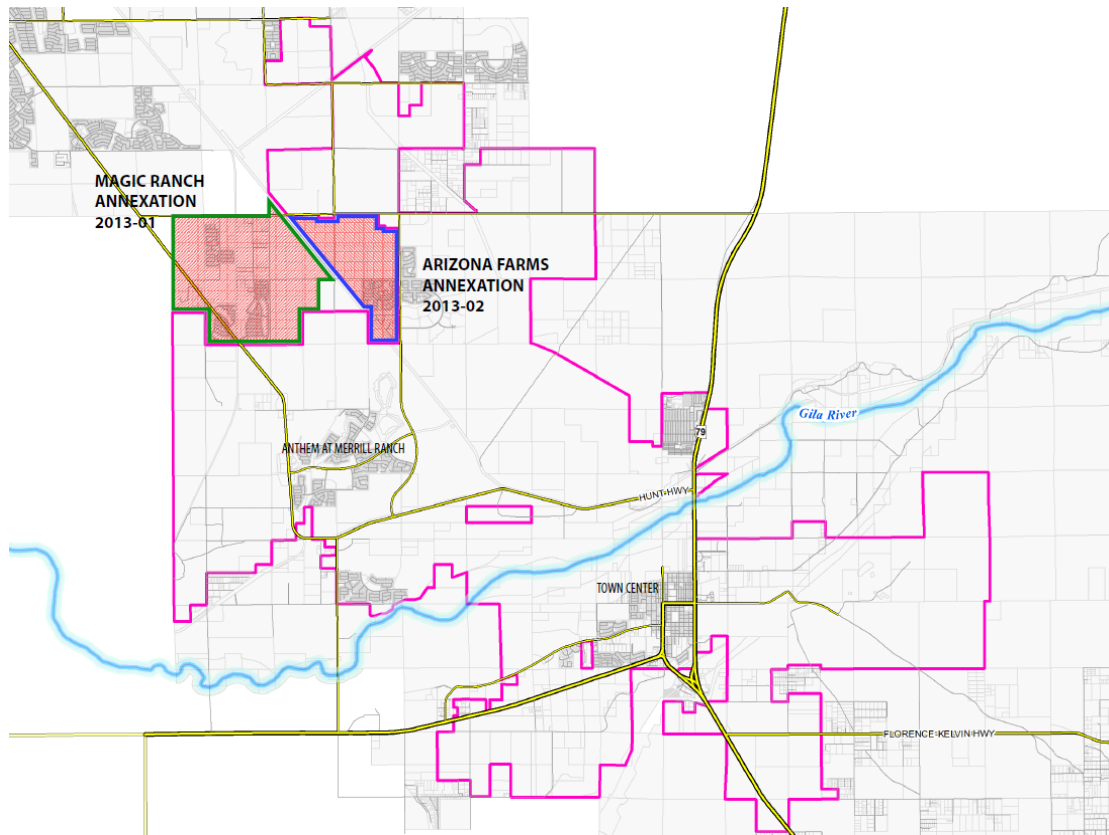 MAGIC RANCH
ANNEXATION
2013-01
ARIZONA FARMS
ANNEXATION
2013-02
Gila River
79
ANTHEM AT MERRILL RANCH
HUNT HWY
TOWN CENTER
FLORENCE-KELVIN HWY